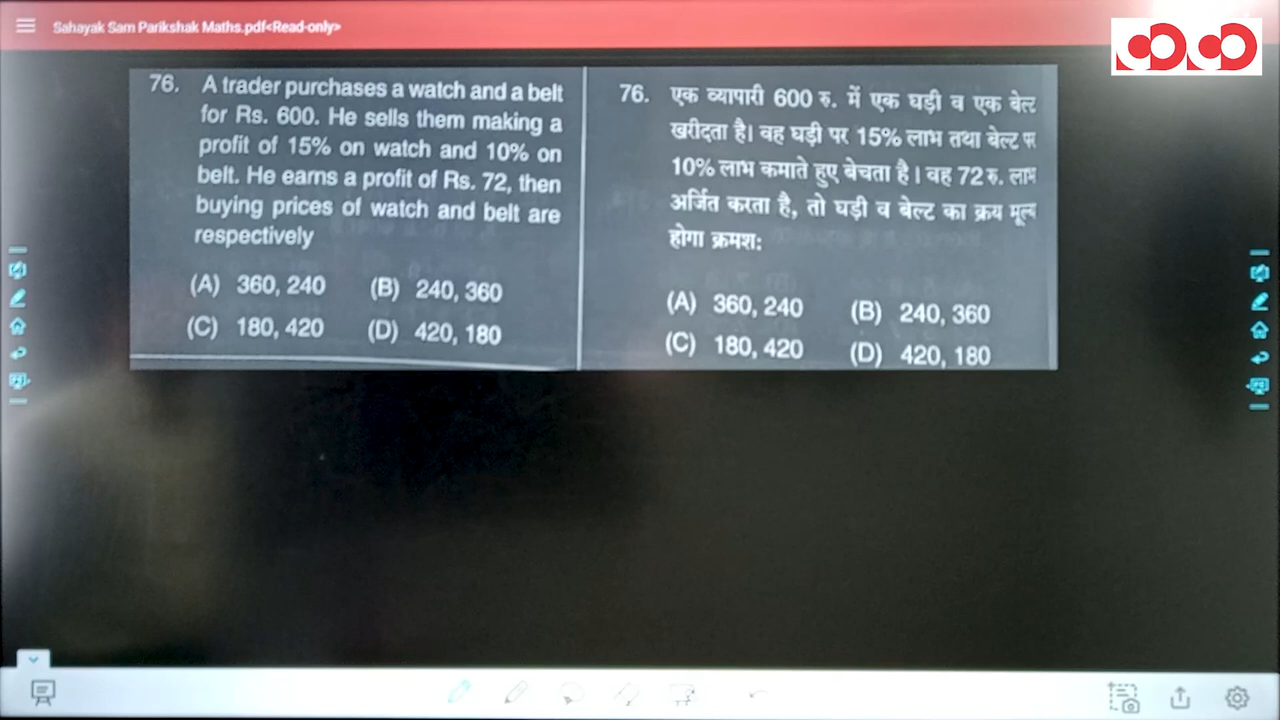 Sahayak Sam Parikshak Maths.pdf<Read-only>
76. A trader purchases a watch and a belt
for Rs. 600. He sells them making a
profit of 15% on watch and 10% on
belt. He earns a profit of Rs. 72, then
buying prices of watch and belt are
respectively
(A) 360, 240 (B) 240, 360
(C) 180, 420 (D) 420, 180
76. एक व्यापारी 600 रु. में एक घड़ी व एक बेल्ट
खरीदता है। वह घड़ी पर 15% लाभ तथा बेल्ट पर
10% लाभ कमाते हुए बेचता है। वह 72 रु. लाभ
अर्जित करता है, तो घड़ी व बेल्ट का क्रय मूल्य
होगा क्रमश:
(A) 360, 240 (B) 240, 360
(C) 180, 420 (D) 420, 180